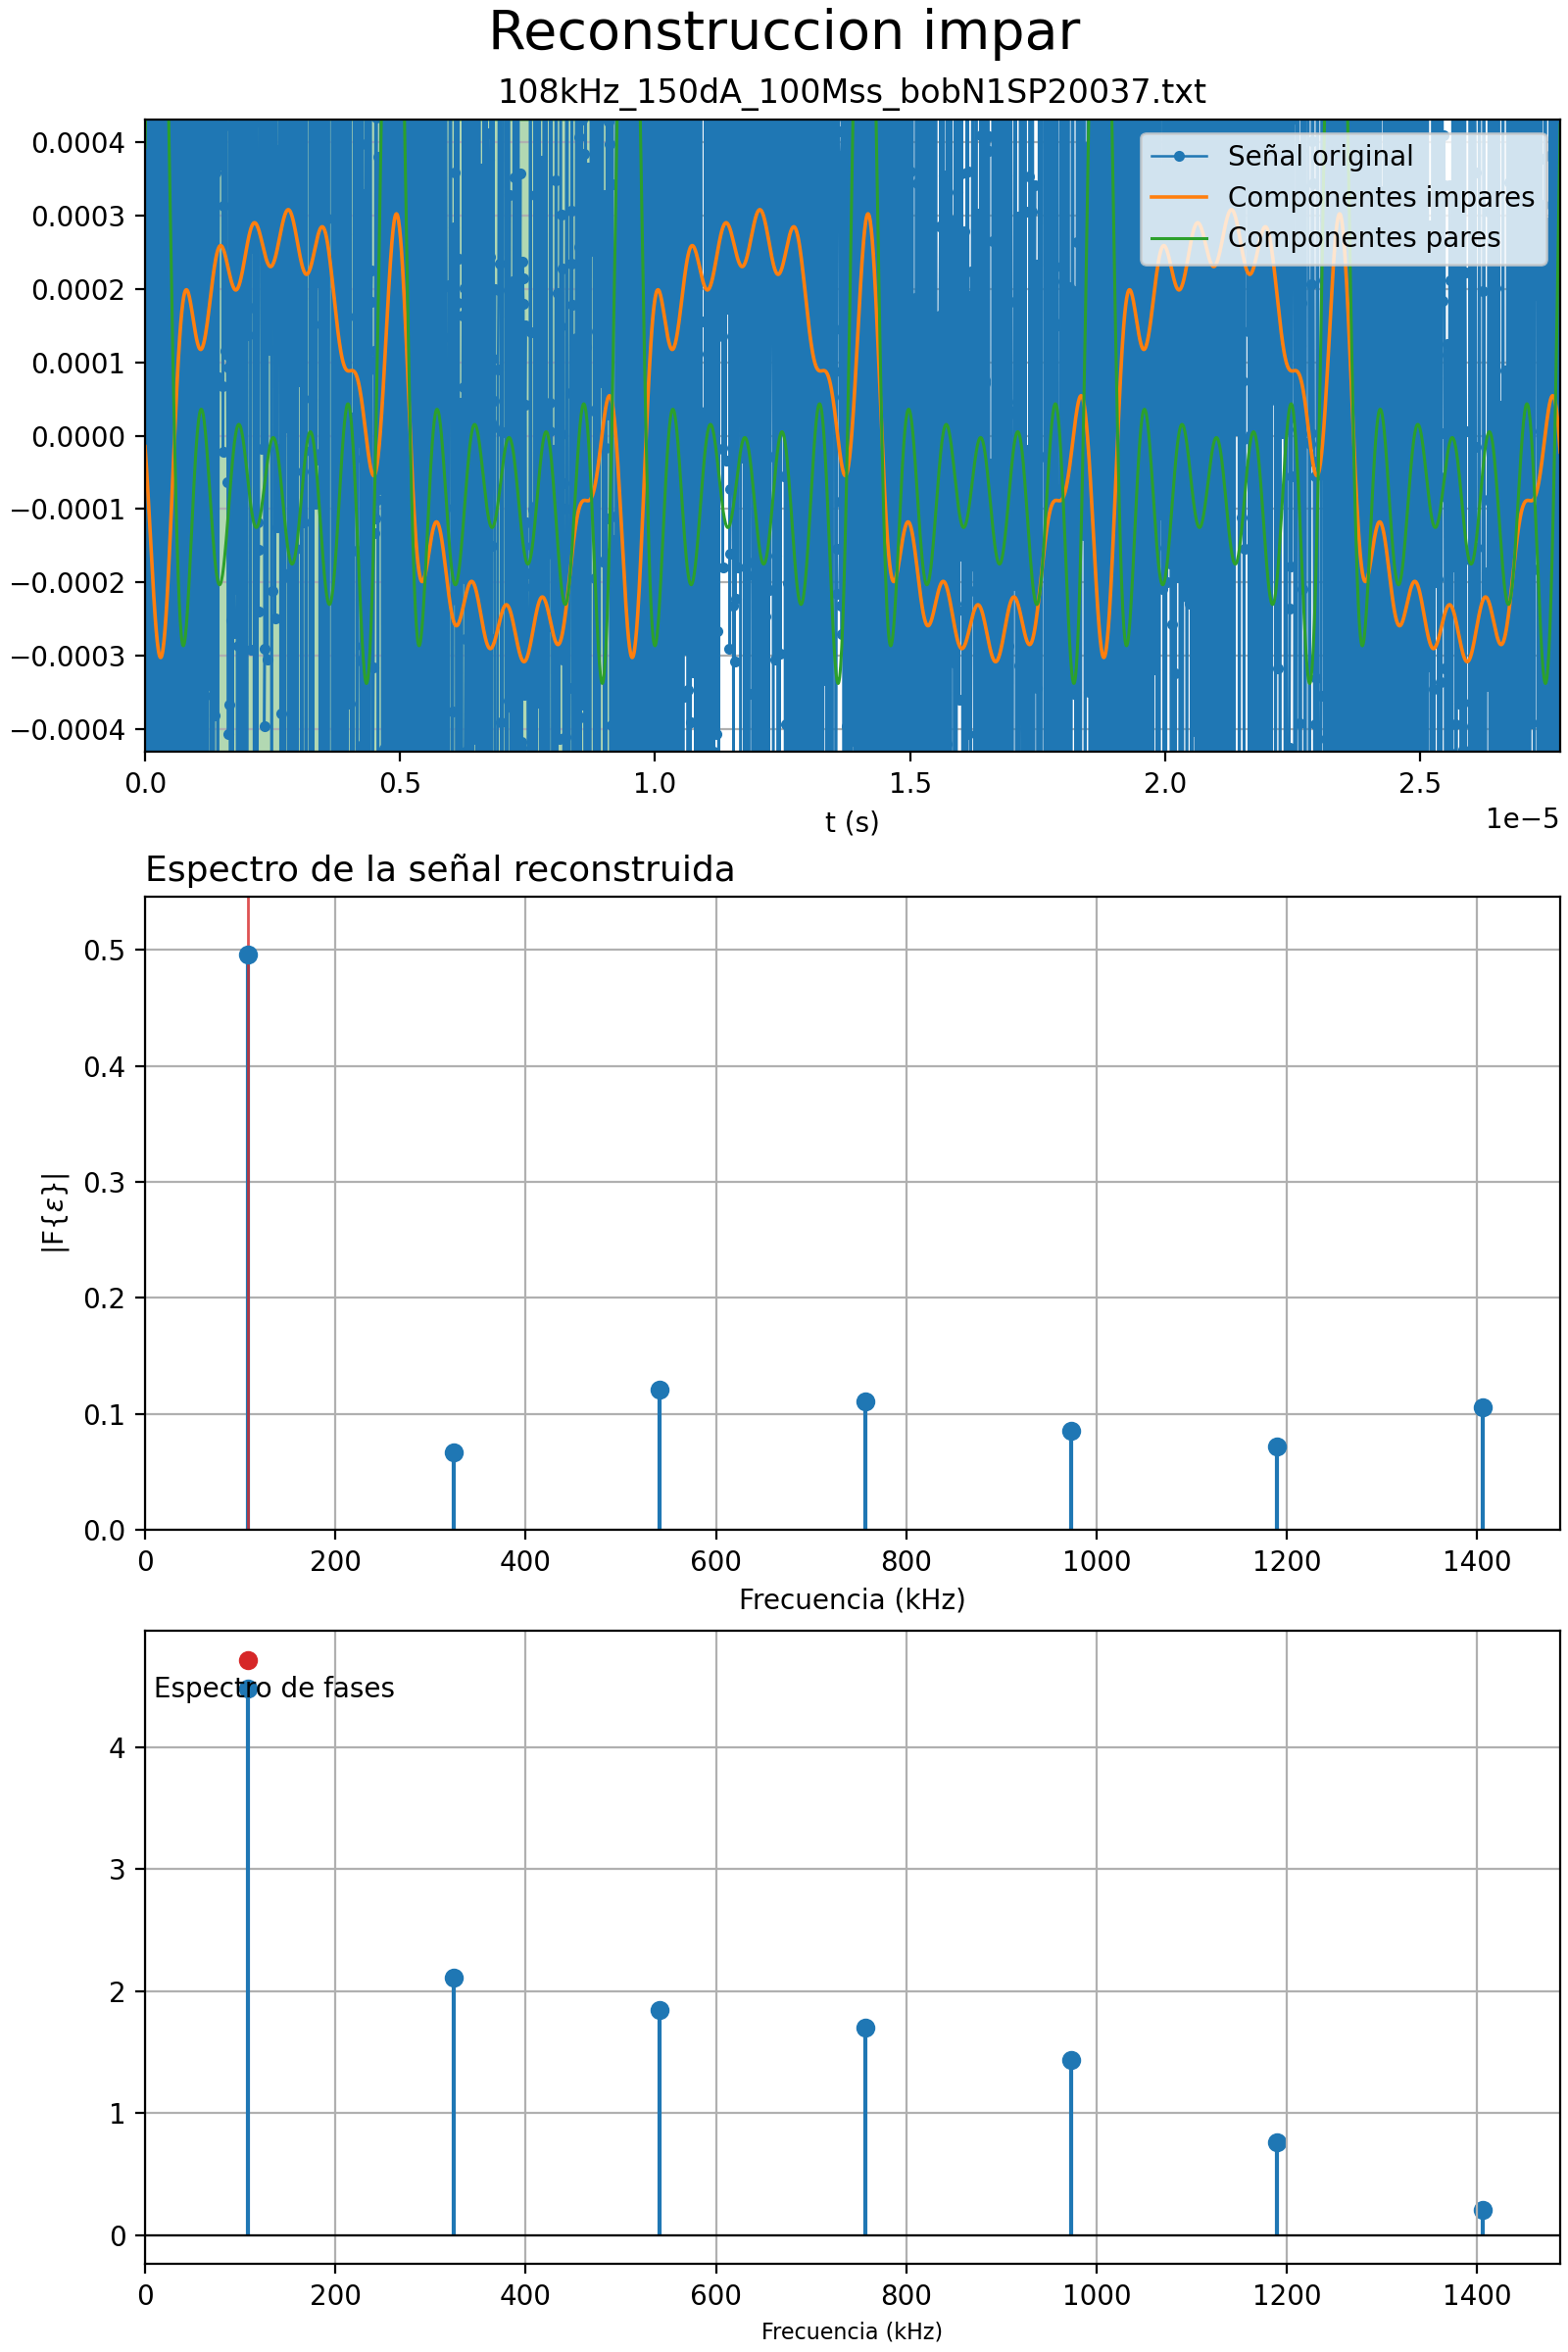 Reconstruccion impar
108kHz_150dA_100Mss_bobN1SP20037.txt
0.0004
0.0003
0.0002
0.0001
0.0000
−0.0001
−0.0002
−0.0003
−0.0004
Señal original
Componentes impares
Componentes pares
0.0 0.5 1.0 1.5 2.0 2.5
t (s)
1e−5
Espectro de la señal reconstruida
|F{ε}|
0.5
0.4
0.3
0.2
0.1
0.0
0 200 400 600 800 1000 1200 1400
Frecuencia (kHz)
Espectro de fases
4
3
2
1
0
0 200 400 600 800 1000 1200 1400
Frecuencia (kHz)